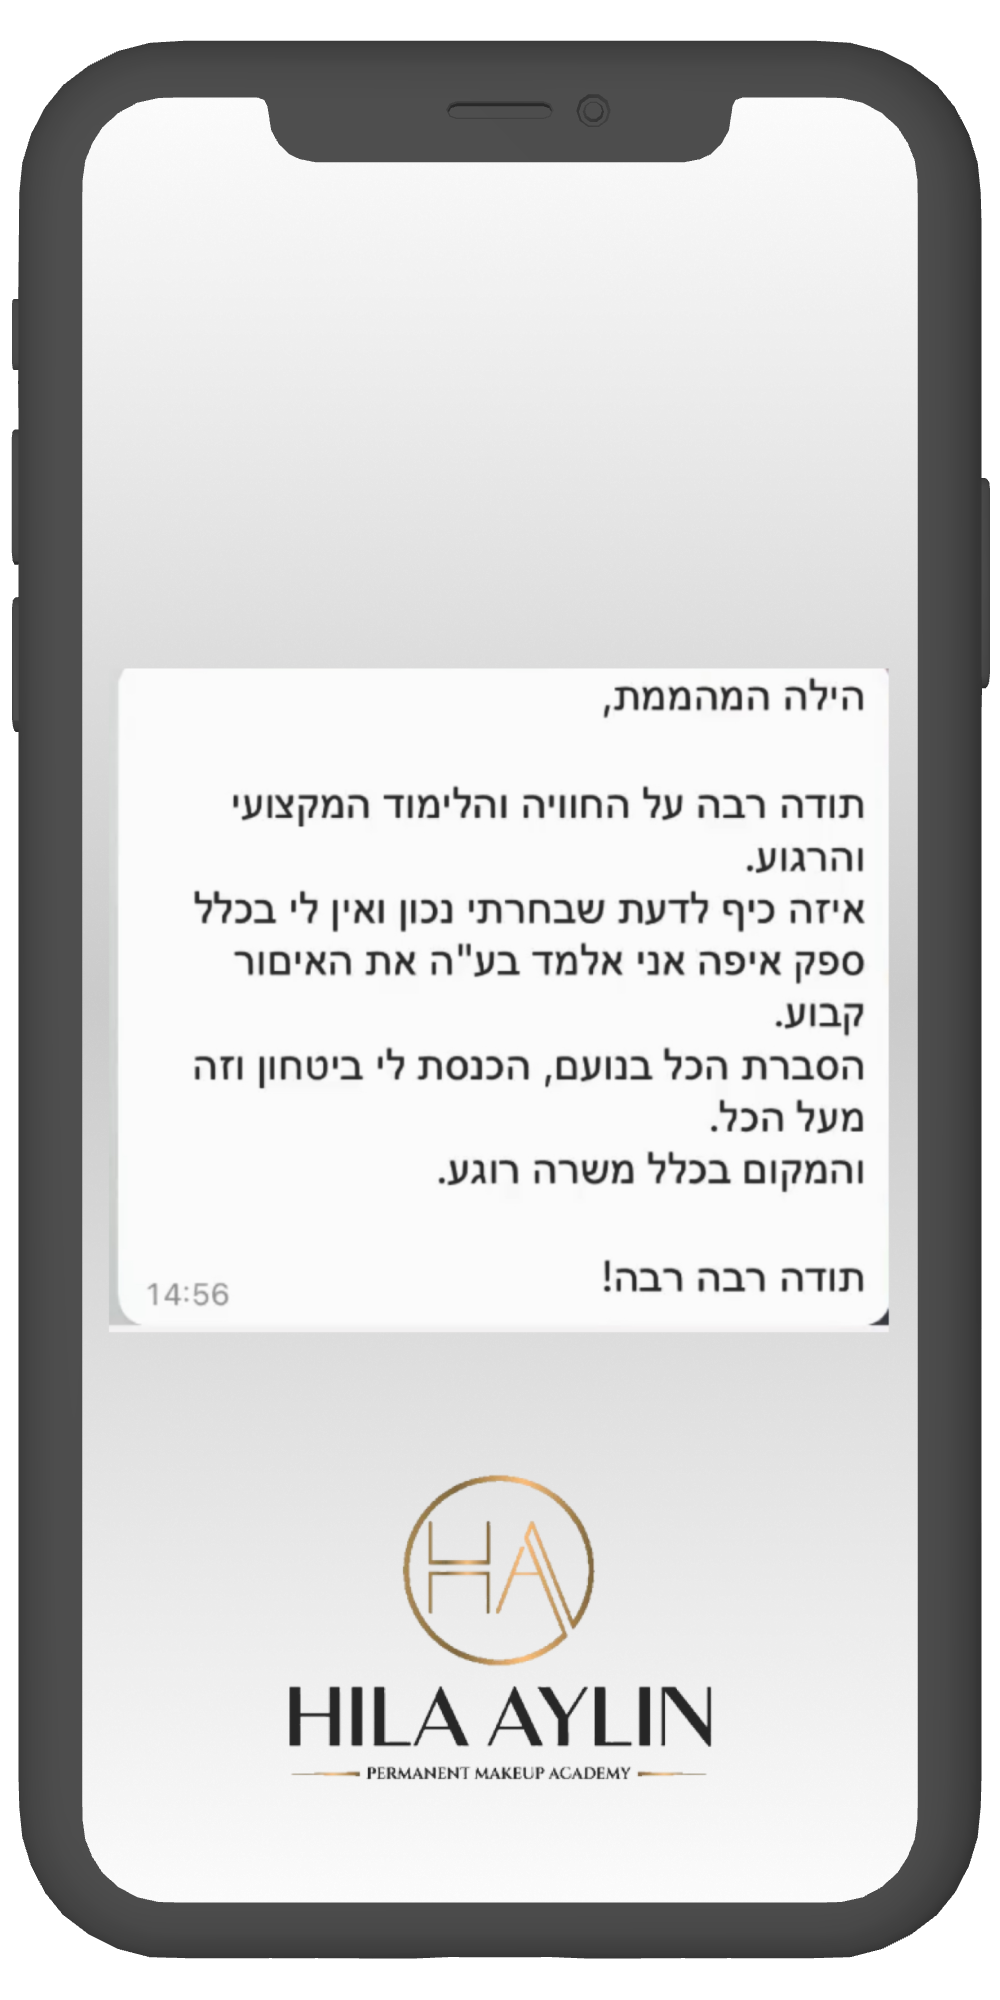 הילה המהממת,
תודה רבה על החוויה והלימוד המקצועי
והרגוע.
איזה כיף לדעת שבחרתי נכון ואין לי בכלל
ספק איפה אני אלמד בע"ה את האיםור
קבוע.
הסברת הכל בנועם, הכנסת לי ביטחון וזה
מעל הכל.
והמקום בכלל משרה רוגע.
תודה רבה רבה!
14:56
HA
HILA AYLIN
PERMANENT MAKEUP ACADEMY